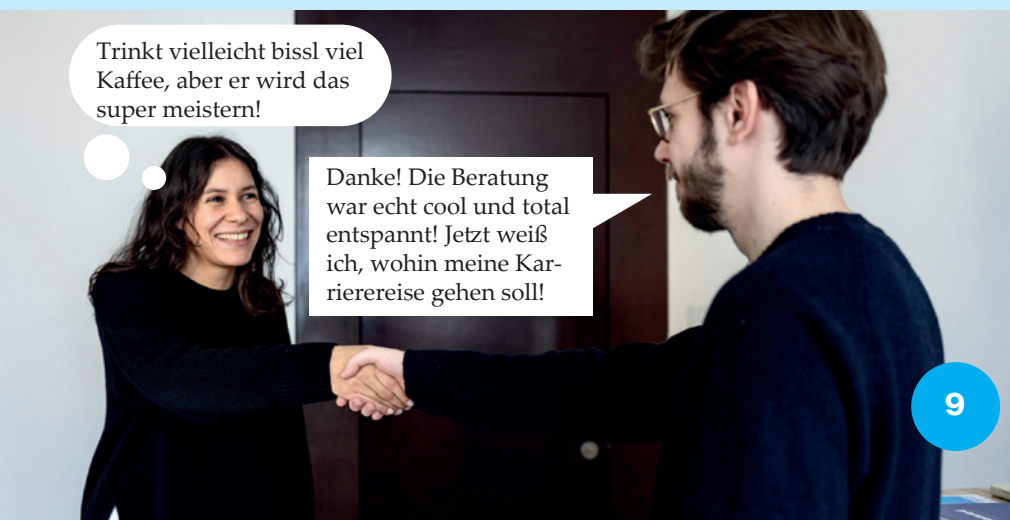 Trinkt vielleicht bissl viel
Kaffee, aber er wird das
super meistern!
Danke! Die Beratung
war echt cool und total
entspannt! Jetzt weiß
ich, wohin meine Kar-
rierereise gehen soll!
9